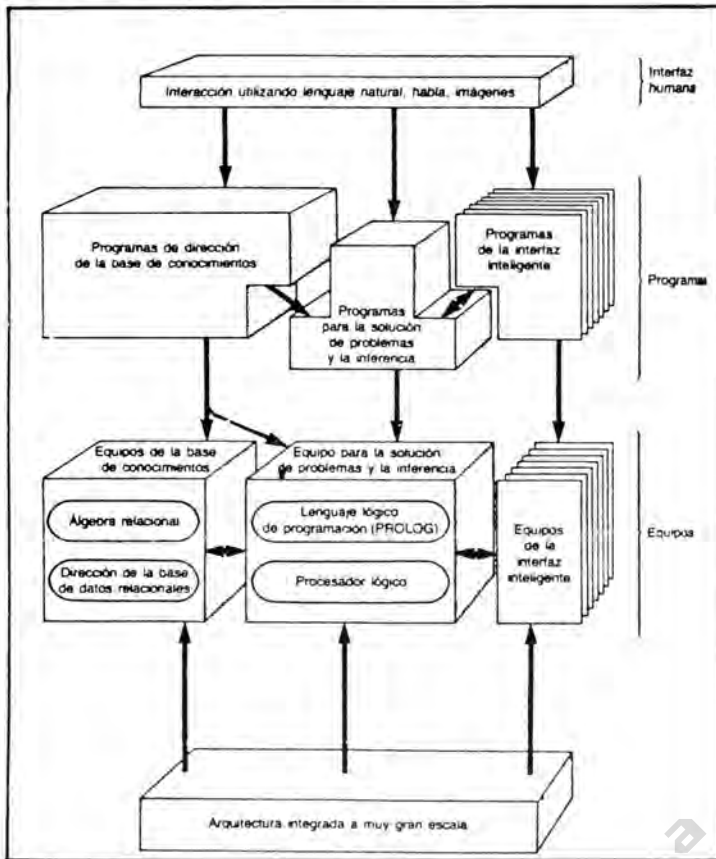 Interacción utilizando lenguaje natural, habla, imágenes
Interfaz
humana
Programas de dirección
de la base de conocimientos
Programas
de la interfaz
inteligente
Programas
para la solución
de problemas
y la inferencia
Programas
Equipos de la base
de conocimientos
Equipo para la solución
de problemas y la inferencia
Álgebra relacional
Dirección de la base
de datos relacionales
Lenguaje lógico
de programación (PROLOG)
Procesador lógico
Equipos
de la
interfaz
inteligente
Equipos
Arquitectura integrada a muy gran escala
a